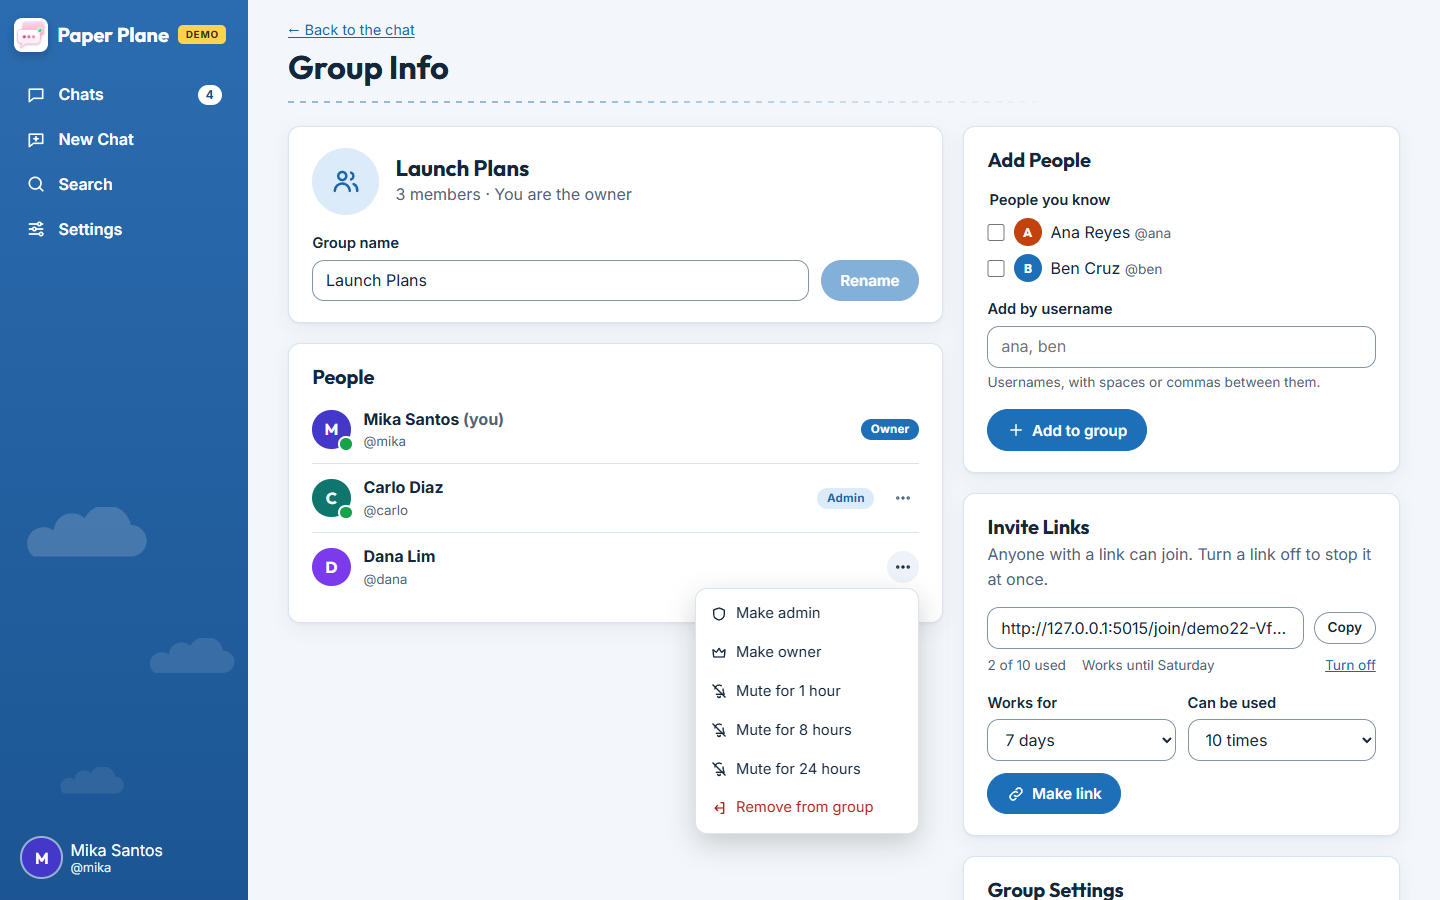 Paper Plane DEMO
Chats 4
New Chat
Search
Settings
M Mika Santos
@mika
← Back to the chat
Group Info
Launch Plans
3 members · You are the owner
Group name
Launch Plans Rename
People
M Mika Santos (you) Owner
@mika
C Carlo Diaz Admin
@carlo
D Dana Lim
@dana
Make admin
Make owner
Mute for 1 hour
Mute for 8 hours
Mute for 24 hours
Remove from group
Add People
People you know
A Ana Reyes @ana
B Ben Cruz @ben
Add by username
ana, ben
Usernames, with spaces or commas between them.
Add to group
Invite Links
Anyone with a link can join. Turn a link off to stop it
at once.
http://127.0.0.1:5015/join/demo22-Vf... Copy
2 of 10 used Works until Saturday Turn off
Works for Can be used
7 days 10 times
Make link
Group Settings